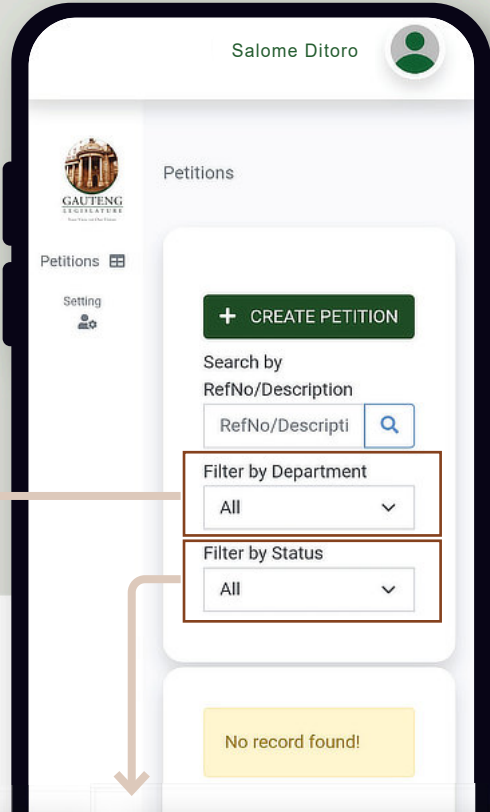 Salome Ditoro
GAUTENG
LEGISLATURE
Petitions
Petitions
Setting
+ CREATE PETITION
Search by
RefNo/Description
RefNo/Descripti
Filter by Department
All
Filter by Status
All
No record found!